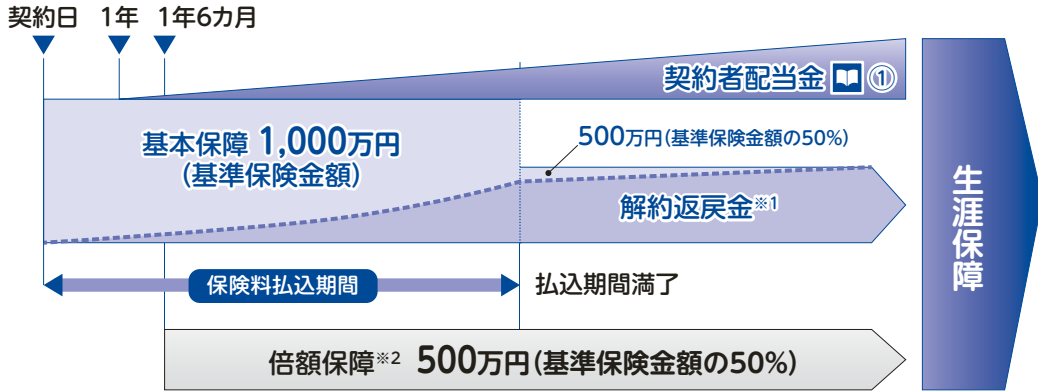 契約日 1年 1年6カ月
契約者配当金 ①
基本保障 1,000万円
(基準保険金額)
500万円(基準保険金額の50%)
解約返戻金※1
生涯保障
保険料払込期間
払込期間満了
倍額保障※2 500万円(基準保険金額の50%)